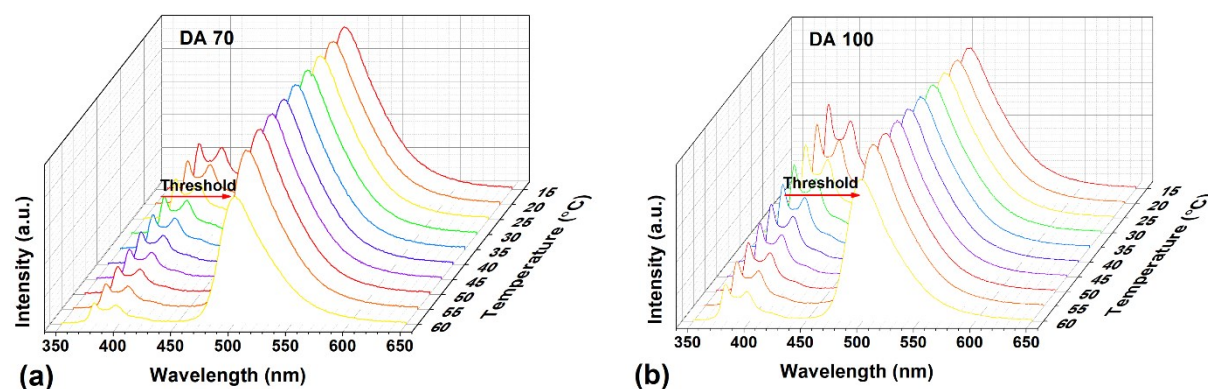 DA 70
Threshold
Intensity (a.u.)
15
20
25
30
35
40
45
50
55
60
Temperature (°C)
350 400 450 500 550 600 650
Wavelength (nm)
(a)
DA 100
Threshold
Intensity (a.u.)
15
20
25
30
35
40
45
50
55
60
Temperature (°C)
350 400 450 500 550 600 650
Wavelength (nm)
(b)